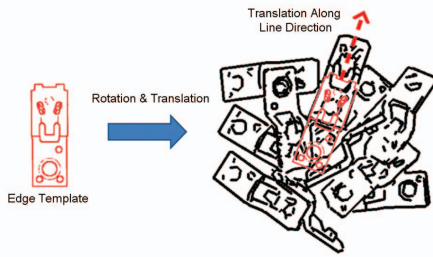 Translation Along
Line Direction
Rotation & Translation
Edge Template